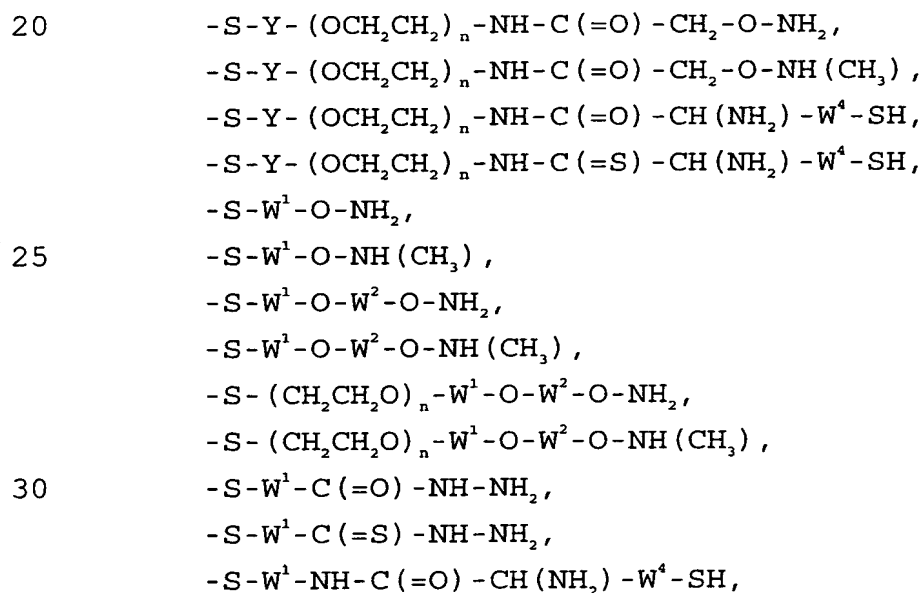 20 -S-Y-(OCH₂CH₂)ₙ-NH-C(=O)-CH₂-O-NH₂,
-S-Y-(OCH₂CH₂)ₙ-NH-C(=O)-CH₂-O-NH(CH₃),
-S-Y-(OCH₂CH₂)ₙ-NH-C(=O)-CH(NH₂)-W⁴-SH,
-S-Y-(OCH₂CH₂)ₙ-NH-C(=S)-CH(NH₂)-W⁴-SH,
-S-W¹-O-NH₂,
25 -S-W¹-O-NH(CH₃),
-S-W¹-O-W²-O-NH₂,
-S-W¹-O-W²-O-NH(CH₃),
-S-(CH₂CH₂O)ₙ-W¹-O-W²-O-NH₂,
-S-(CH₂CH₂O)ₙ-W¹-O-W²-O-NH(CH₃),
30 -S-W¹-C(=O)-NH-NH₂,
-S-W¹-C(=S)-NH-NH₂,
-S-W¹-NH-C(=O)-CH(NH₂)-W⁴-SH,